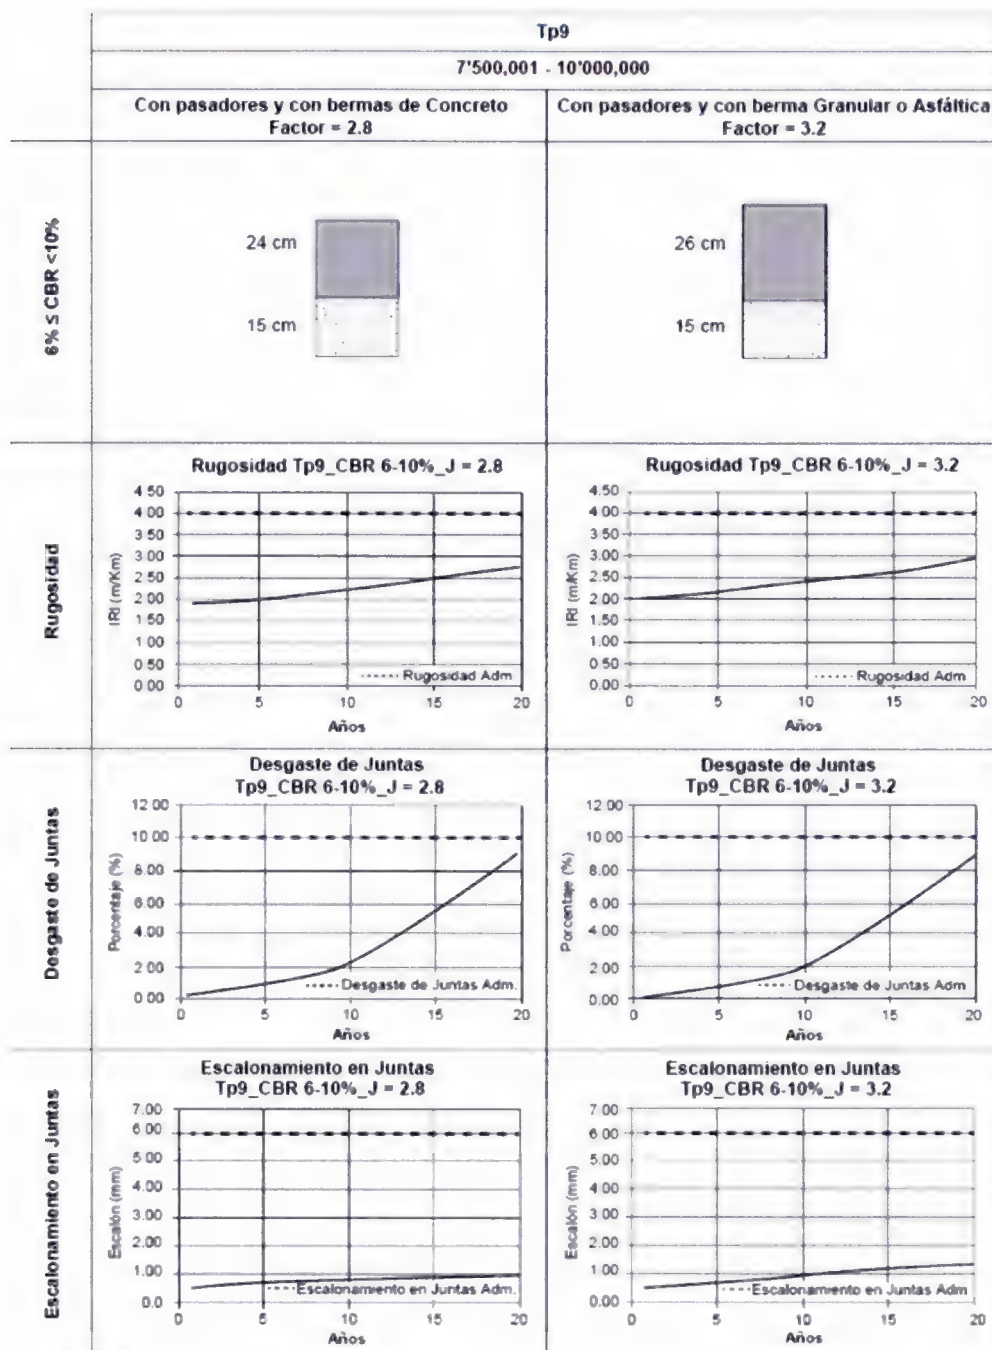 Tp9
7'500,001 - 10'000,000
Con pasadores y con bermas de Concreto
Factor = 2.8
Con pasadores y con berma Granular o Asfáltica
Factor = 3.2
6% ≤ CBR <10%
24 cm
15 cm
26 cm
15 cm
Rugosidad
Rugosidad Tp9_CBR 6-10%_J = 2.8
IRI (m/Km)
4 50
4 00
3 50
3 00
2.50
2 00
1 50
1 00
0 50
0 00
0 5 10 15 20
Rugosidad Adm
Años
Rugosidad Tp9_CBR 6-10%_J = 3.2
IRI (m/Km)
4.50
4 00
3 50
3 00
2.50
2.00
1.50
1 00
0.50
0.00
0 5 10 15 20
Rugosidad Adm
Años
Desgaste de Juntas
Desgaste de Juntas
Tp9_CBR 6-10%_J = 2.8
Porcentaje (%)
12 00
10 00
8.00
6 00
4 00
2 00
0 00
0 5 10 15 20
Desgaste de Juntas Adm.
Años
Desgaste de Juntas
Tp9_CBR 6-10%_J = 3.2
Porcentaje (%)
12 00
10 00
8.00
6.00
4 00
2 00
0.00
0 5 10 15 20
Desgaste de Juntas Adm
Años
Escalonamiento en Juntas
Escalonamiento en Juntas
Tp9_CBR 6-10%_J = 2.8
Escalón (mm)
7.00
6 00
5 00
4 00
3 00
2.00
1.00
0.0
0 5 10 15 20
Escalonamiento en Juntas Adm.
Años
Escalonamiento en Juntas
Tp9_CBR 6-10%_J = 3.2
Escalón (mm)
7.00
6 00
5.00
4 00
3.00
2.00
1 00
0.00
0 5 10 15 20
Escalonamiento en Juntas Adm
Años